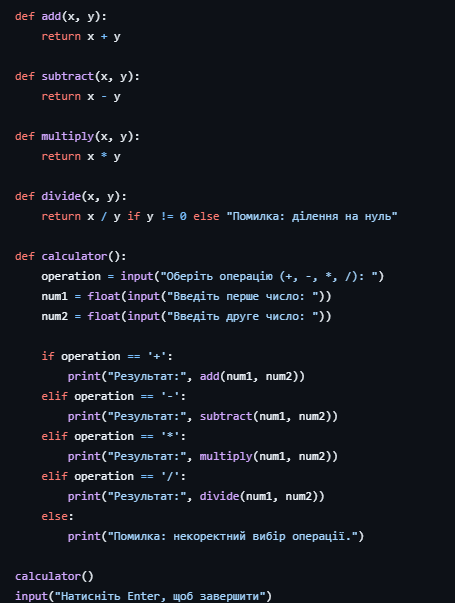 def add(x, y):
    return x + y

def subtract(x, y):
    return x - y

def multiply(x, y):
    return x * y

def divide(x, y):
    return x / y if y != 0 else "Помилка: ділення на нуль"

def calculator():
    operation = input("Оберіть операцію (+, -, *, /): ")
    num1 = float(input("Введіть перше число: "))
    num2 = float(input("Введіть друге число: "))

    if operation == '+':
        print("Результат:", add(num1, num2))
    elif operation == '-':
        print("Результат:", subtract(num1, num2))
    elif operation == '*':
        print("Результат:", multiply(num1, num2))
    elif operation == '/':
        print("Результат:", divide(num1, num2))
    else:
        print("Помилка: некоректний вибір операції.")

calculator()
input("Натисніть Enter, щоб завершити")